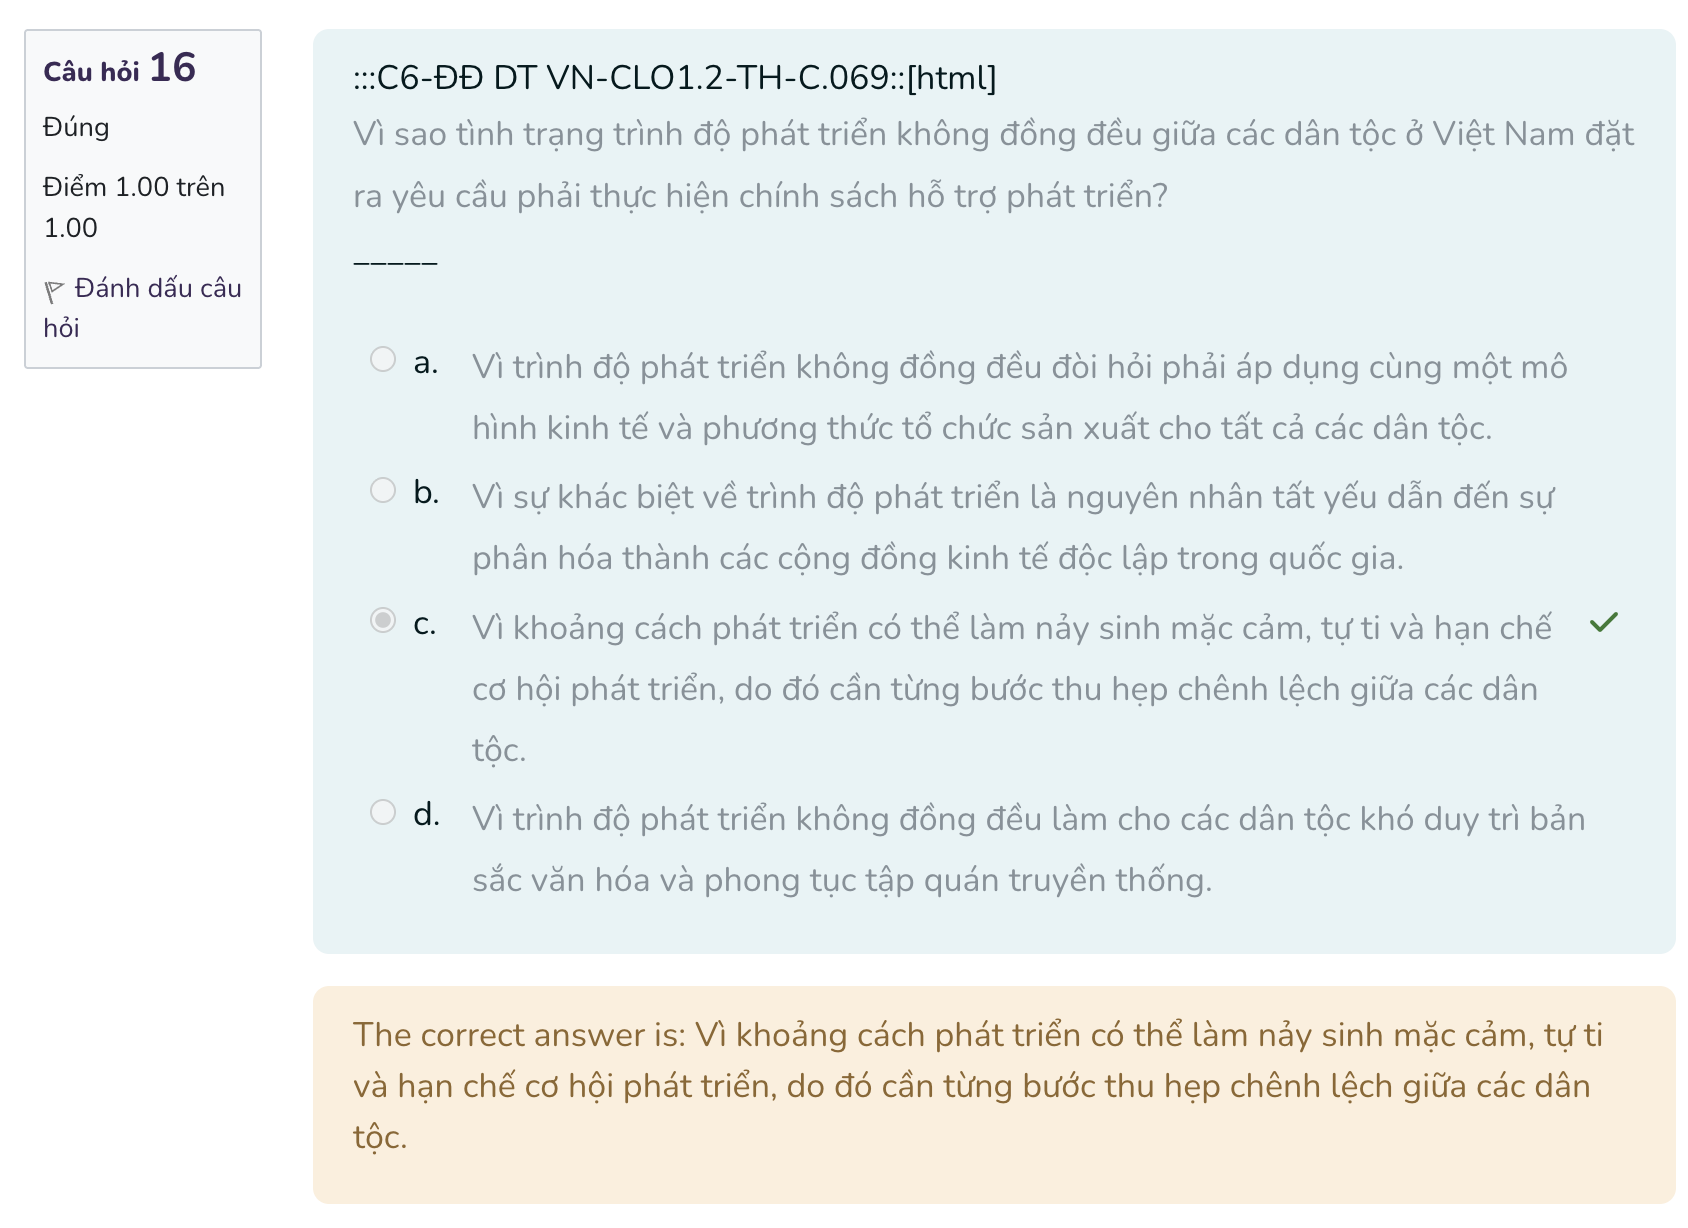 Câu hỏi 16
Đúng
Điểm 1.00 trên
1.00
Đánh dấu câu
hỏi
:::C6-ĐĐ DT VN-CLO1.2-TH-C.069::[html]
Vì sao tình trạng trình độ phát triển không đồng đều giữa các dân tộc ở Việt Nam đặt
ra yêu cầu phải thực hiện chính sách hỗ trợ phát triển?
_____
a. Vì trình độ phát triển không đồng đều đòi hỏi phải áp dụng cùng một mô
hình kinh tế và phương thức tổ chức sản xuất cho tất cả các dân tộc.
b. Vì sự khác biệt về trình độ phát triển là nguyên nhân tất yếu dẫn đến sự
phân hóa thành các cộng đồng kinh tế độc lập trong quốc gia.
c. Vì khoảng cách phát triển có thể làm nảy sinh mặc cảm, tự ti và hạn chế
cơ hội phát triển, do đó cần từng bước thu hẹp chênh lệch giữa các dân
tộc.
d. Vì trình độ phát triển không đồng đều làm cho các dân tộc khó duy trì bản
sắc văn hóa và phong tục tập quán truyền thống.
The correct answer is: Vì khoảng cách phát triển có thể làm nảy sinh mặc cảm, tự ti
và hạn chế cơ hội phát triển, do đó cần từng bước thu hẹp chênh lệch giữa các dân
tộc.